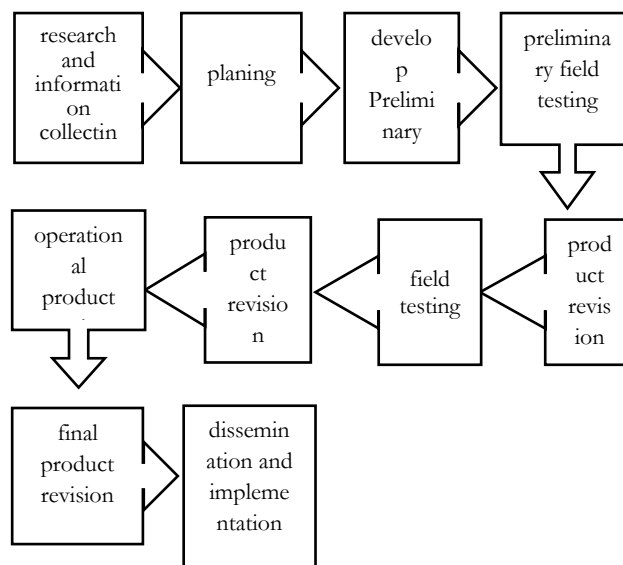 research
and
informati
on
collectin
planing
develo
p
Prelimi
nary
prelimina
ry field
testing
operation
al
product
produ
ct
revisio
n
field
testing
prod
uct
revis
ion
final
product
revision
dissemin
ation and
impleme
ntation